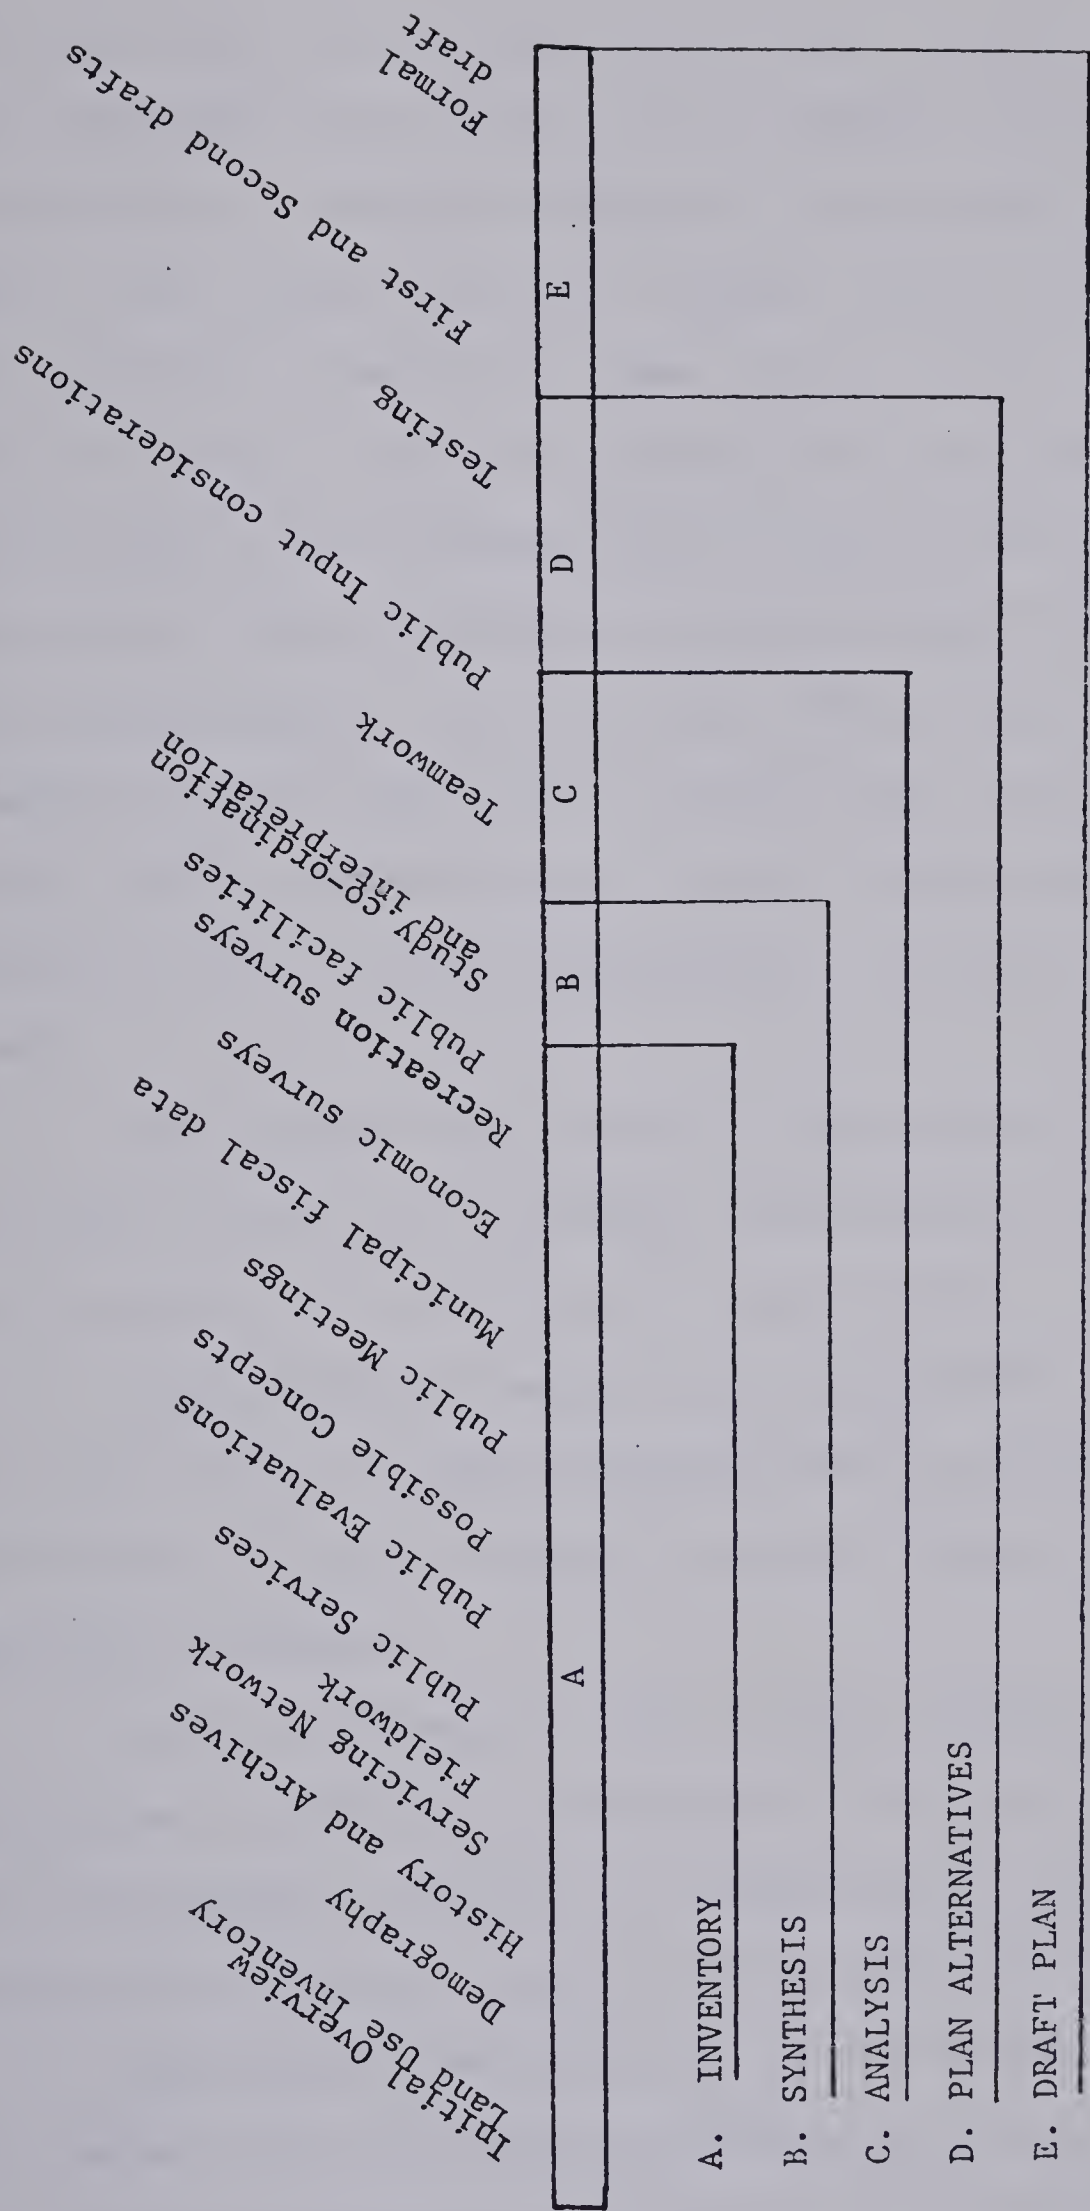 Initial Overview
Land Use Inventory
Demography
History and Archives
Servicing Network
Fieldwork
Public Services
Public Evaluations
Possible Concepts
Public Meetings
Municipal fiscal data
Economic surveys
Recreation surveys
Public facilities
Study co-ordination
and interpretation
Teamwork
Public Input considerations
Testing
First and Second drafts
Formal
draft
A
B
C
D
E
A. INVENTORY
B. SYNTHESIS
C. ANALYSIS
D. PLAN ALTERNATIVES
E. DRAFT PLAN